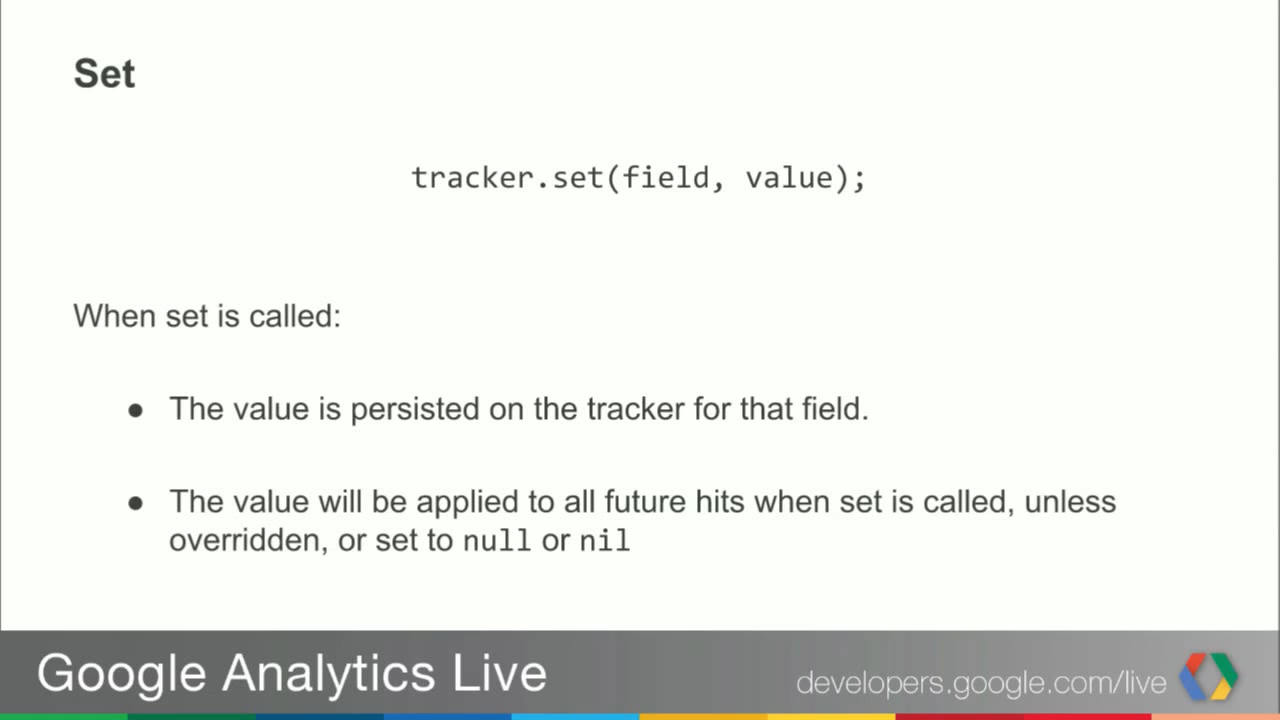 Set
tracker.set(field, value);
When set is called:
● The value is persisted on the tracker for that field.
● The value will be applied to all future hits when set is called, unless
overridden, or set to null or nil
Google Analytics Live
developers.google.com/live